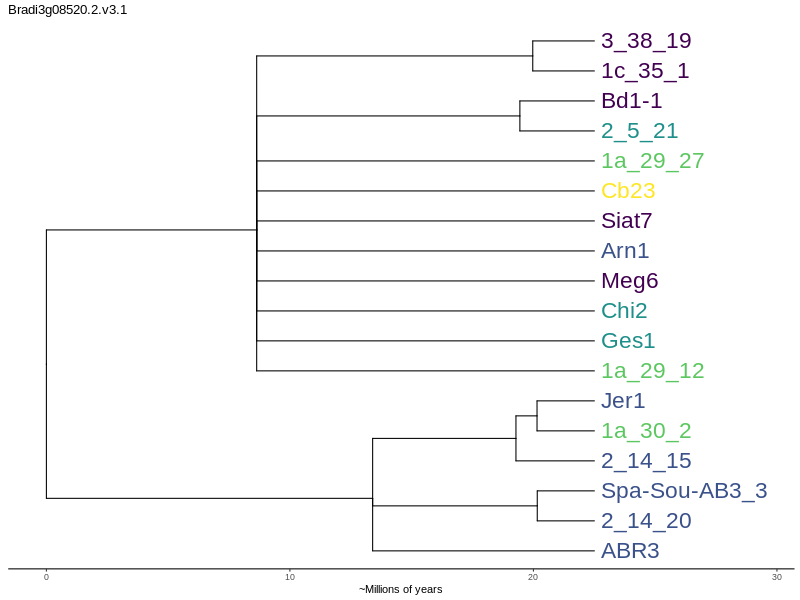 Bradi3g08520.2.v3.1
3_38_19
1c_35_1
Bd1-1
2_5_21
1a_29_27
Cb23
Siat7
Arn1
Meg6
Chi2
Ges1
1a_29_12
Jer1
1a_30_2
2_14_15
Spa-Sou-AB3_3
2_14_20
ABR3
0 10 20 30
~Millions of years